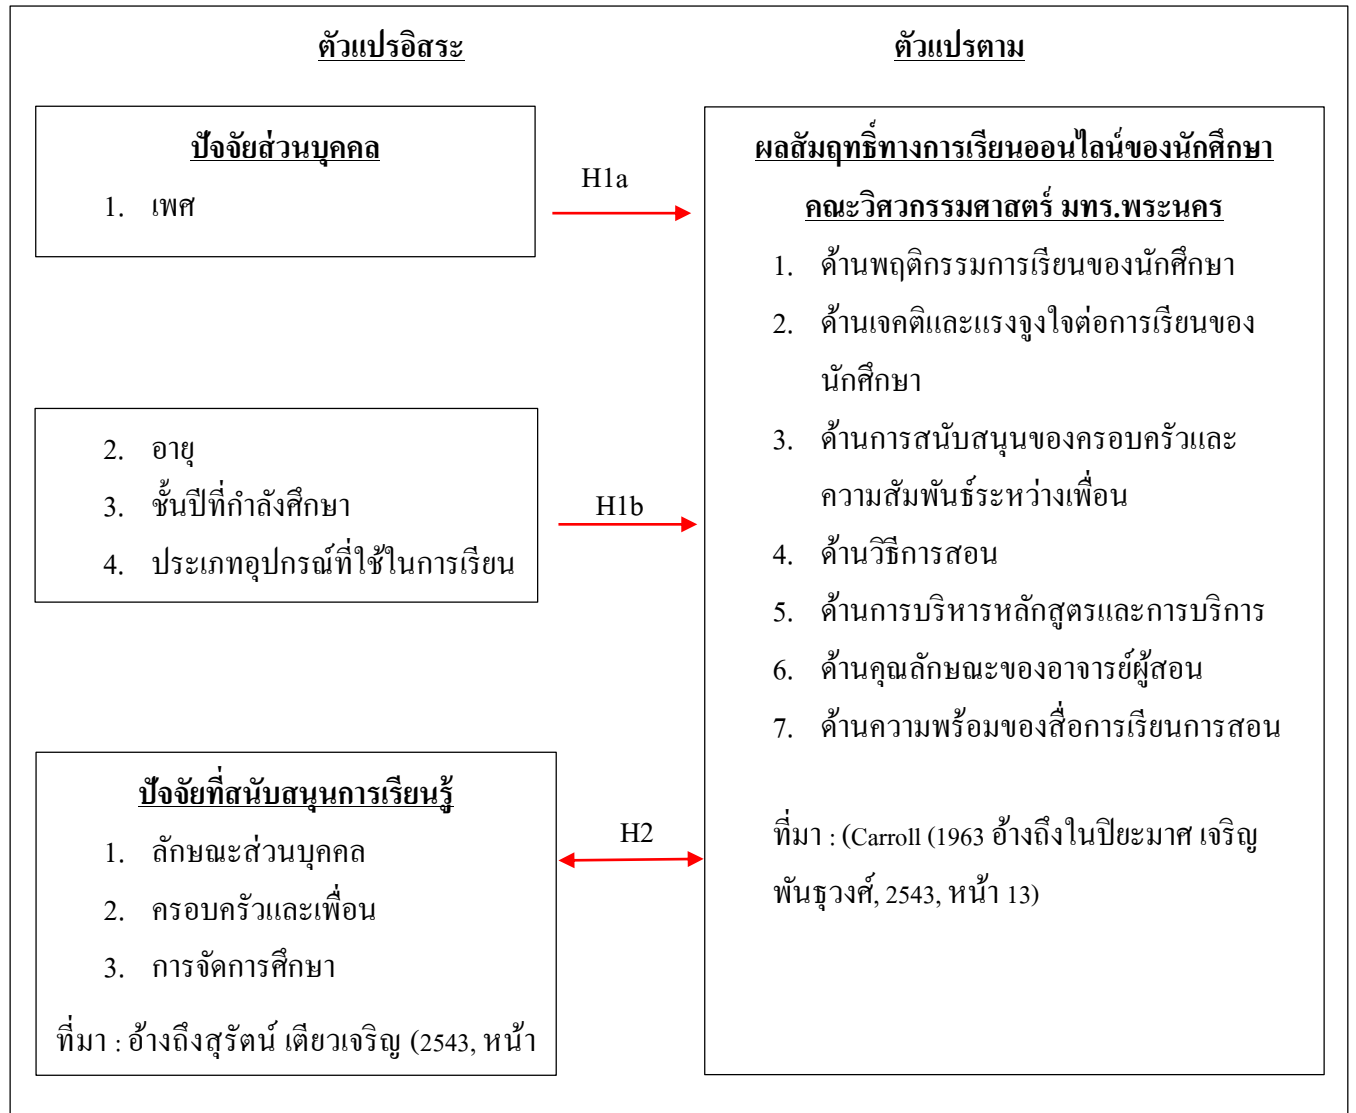 ตัวแปรอิสระ
ตัวแปรตาม
ปัจจัยส่วนบุคคล
1. เพศ
H1a
2. อายุ
3. ชั้นปีที่กำลังศึกษา
4. ประเภทอุปกรณ์ที่ใช้ในการเรียน
H1b
ปัจจัยที่สนับสนุนการเรียนรู้
1. ลักษณะส่วนบุคคล
2. ครอบครัวและเพื่อน
3. การจัดการศึกษา
ที่มา : อ้างถึงสุรัตน์ เตียวเจริญ (2543, หน้า
H2
ผลสัมฤทธิ์ทางการเรียนออนไลน์ของนักศึกษา
คณะวิศวกรรมศาสตร์ มทร.พระนคร
1. ด้านพฤติกรรมการเรียนของนักศึกษา
2. ด้านเจคติและแรงจูงใจต่อการเรียนของ
นักศึกษา
3. ด้านการสนับสนุนของครอบครัวและ
ความสัมพันธ์ระหว่างเพื่อน
4. ด้านวิธีการสอน
5. ด้านการบริหารหลักสูตรและการบริการ
6. ด้านคุณลักษณะของอาจารย์ผู้สอน
7. ด้านความพร้อมของสื่อการเรียนการสอน
ที่มา : (Carroll (1963 อ้างถึงในปิยะมาศ เจริญ
พันธุวงศ์, 2543, หน้า 13)